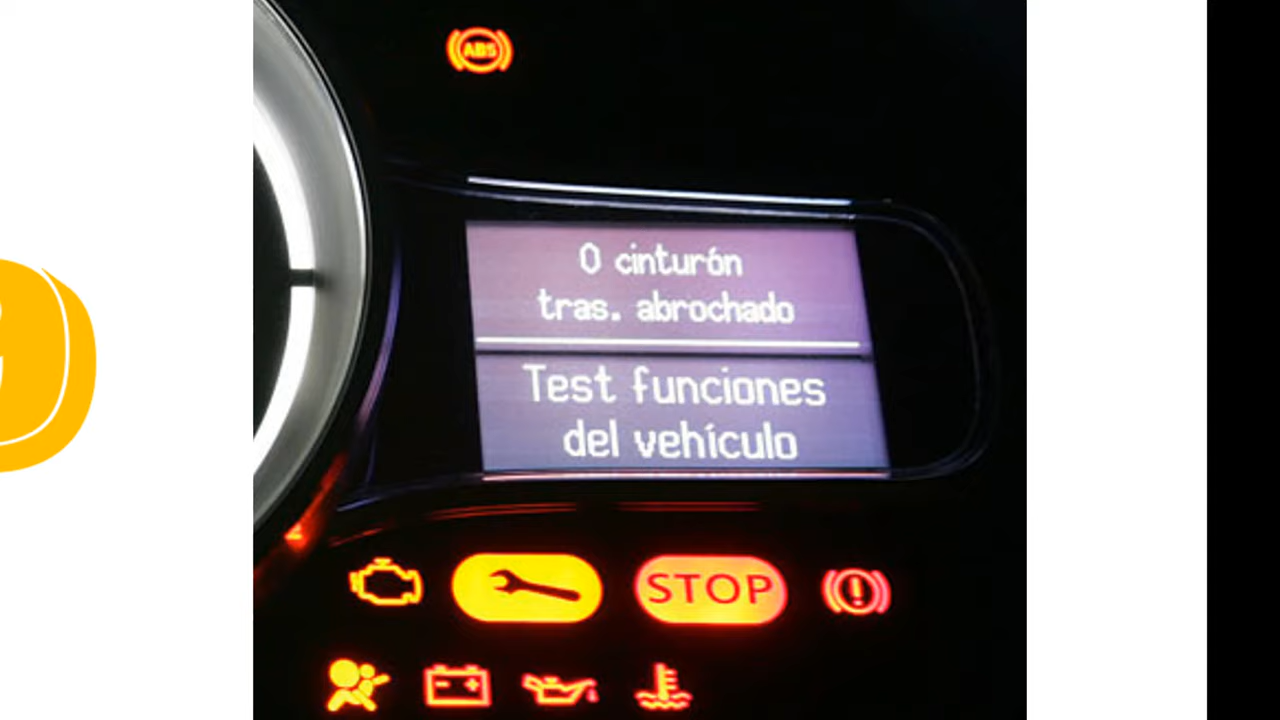 ABS
0 cinturón
tras. abrochado
Test funciones
del vehículo
STOP